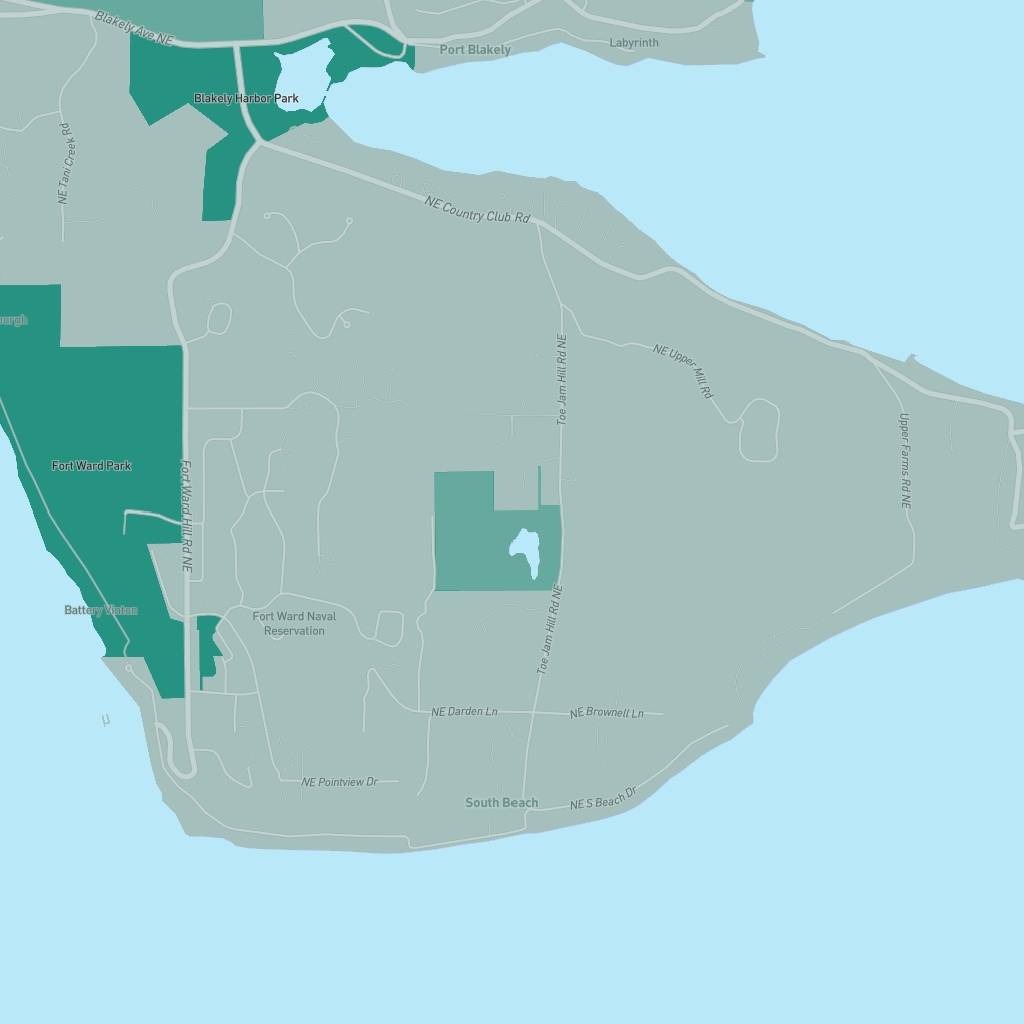 Blakely Ave NE
Port Blakely
Labyrinth
Blakely Harbor Park
NE Tani Creek Rd
NE Country Club Rd
Toe Jam Hill Rd NE
NE Upper Mill Rd
Upper Farms Rd NE
Fort Ward Park
Fort Ward Hill Rd NE
Battery Vinton
Fort Ward Naval
Reservation
Toe Jam Hill Rd NE
NE Darden Ln
NE Brownell Ln
NE Pointview Dr
South Beach
NE S Beach Dr